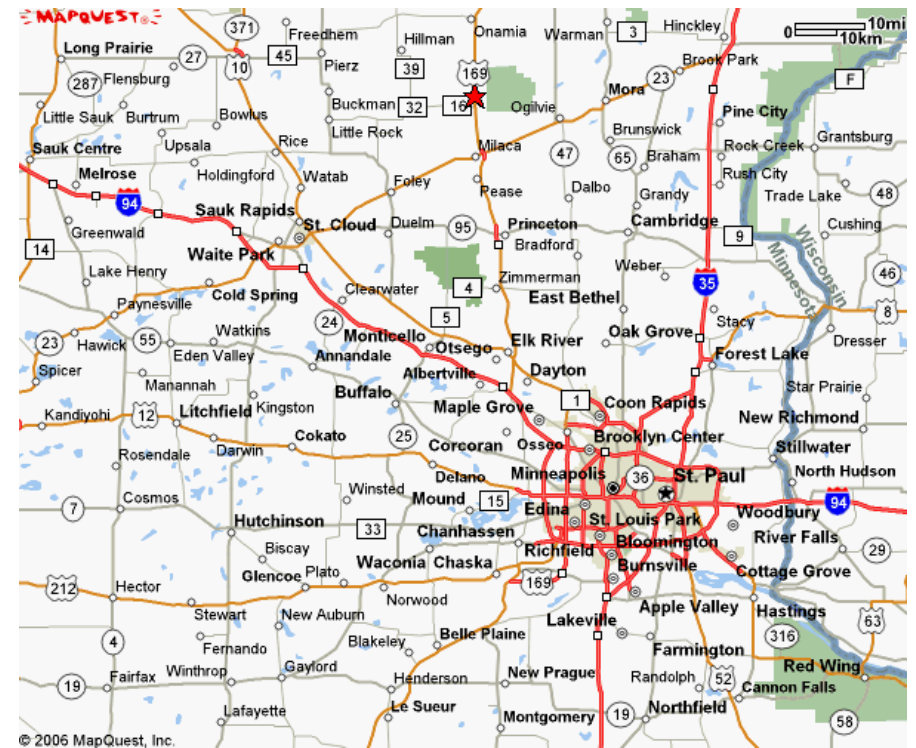 MAPQUEST
371
Freedhem
Hillman
Onamia
Warman
3
Hinckley
10mi
0
10km
Long Prairie
27
10
45
39
169
Brook Park
F
Flensburg
287
Pierz
23
Little Sauk
Burtrum
Bowlus
Buckman
32
16
Ogilvie
Mora
Pine City
Little Rock
Brunswick
Grantsburg
Sauk Centre
Upsala
Rice
Milaca
47
65
Braham
Rock Creek
Rush City
Melrose
Holdingford
Watab
Foley
Pease
Dalbo
Grandy
Trade Lake
48
94
Sauk Rapids
St. Cloud
Duelm
95
Princeton
Cambridge
9
Cushing
Greenwald
Bradford
14
Waite Park
Wisconsin
Minnesota
Lake Henry
4
Zimmerman
Weber
35
46
Cold Spring
Clearwater
East Bethel
Paynesville
5
8
23
Hawick
55
Watkins
24
Monticello
Otsego
Elk River
Oak Grove
Stacy
Dresser
Eden Valley
Annandale
Forest Lake
Spicer
Manannah
Albertville
Dayton
Star Prairie
Buffalo
Kandiyohi
12
Litchfield
Kingston
Maple Grove
1
Coon Rapids
New Richmond
25
Corcoran
Osseo
Brooklyn Center
Stillwater
Rosendale
Darwin
Cokato
Delano
Minneapolis
36
St. Paul
North Hudson
7
Cosmos
Winsted
Mound
15
Edina
94
Woodbury
Hutchinson
33
Chanhassen
St. Louis Park
River Falls
Biscay
Waconia
Chaska
Richfield
Bloomington
29
212
Hector
Glencoe
Plato
169
Burnsville
Cottage Grove
Stewart
New Auburn
Norwood
Apple Valley
Hastings
4
Fernando
Blakeley
Belle Plaine
Lakeville
316
63
Farmington
19
Fairfax
Winthrop
Gaylord
Henderson
New Prague
Randolph
52
Red Wing
Cannon Falls
Lafayette
Le Sueur
Montgomery
19
Northfield
58
© 2006 MapQuest, Inc.